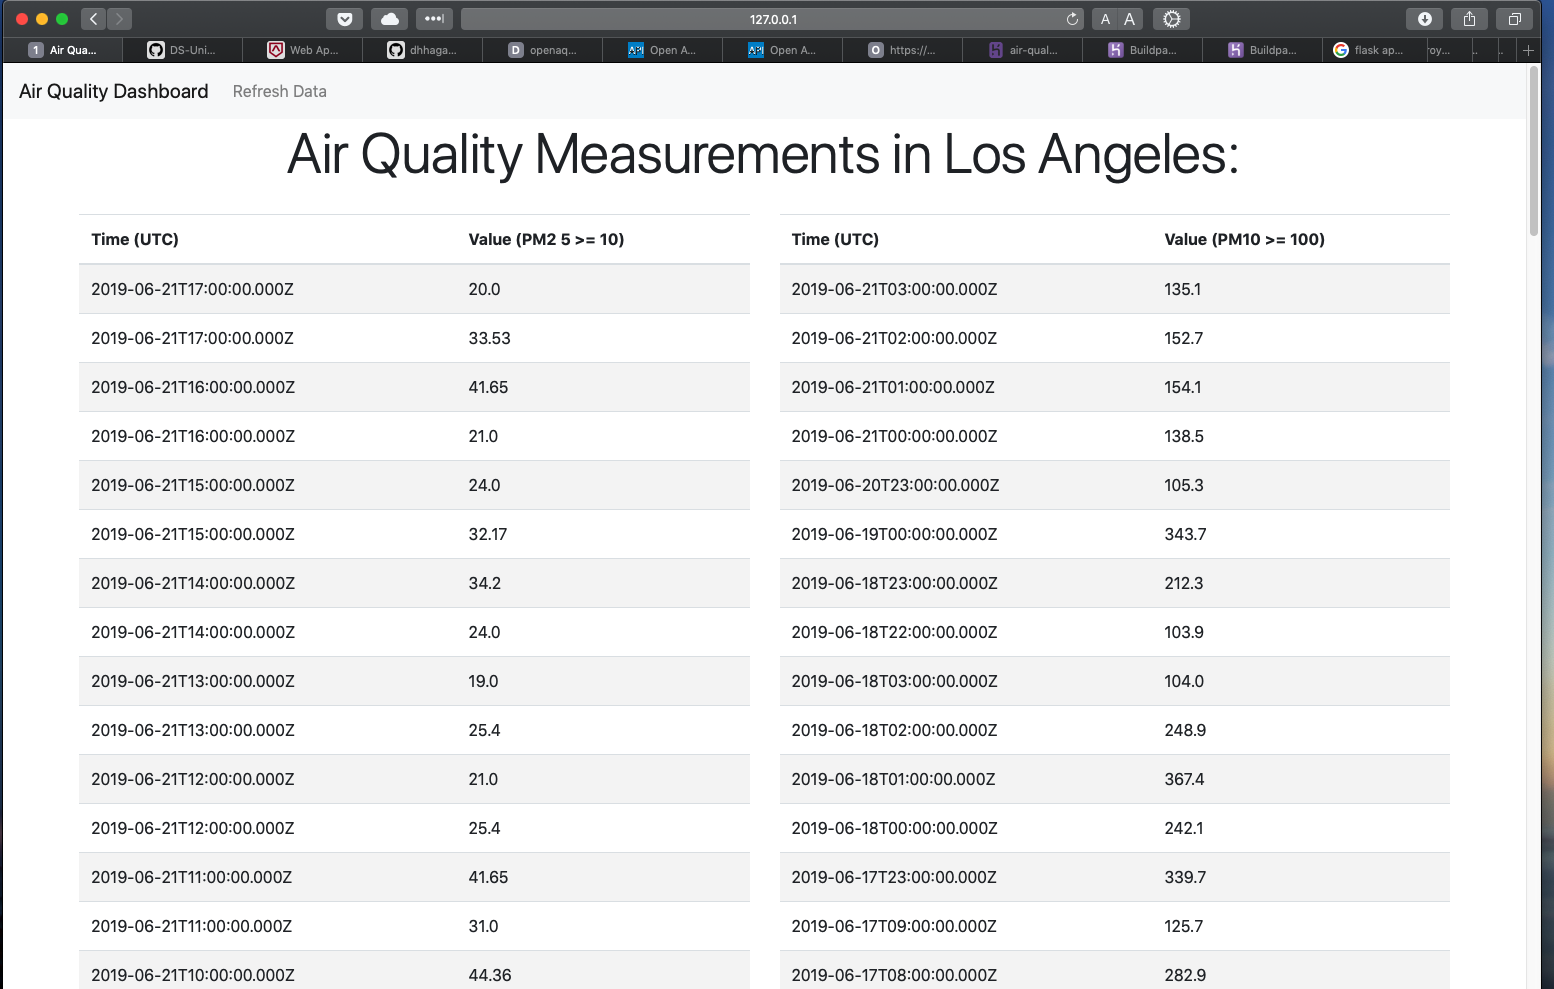 127.0.0.1
A A
1 Air Qua... DS-Uni... Web Ap... dhhaga... D openaq... API Open A... API Open A... O https://... air-qual... Buildpa... Buildpa... flask ap... roy... .. ..
Air Quality Dashboard Refresh Data
Air Quality Measurements in Los Angeles:
Time (UTC) Value (PM2 5 >= 10) Time (UTC) Value (PM10 >= 100)
2019-06-21T17:00:00.000Z 20.0 2019-06-21T03:00:00.000Z 135.1
2019-06-21T17:00:00.000Z 33.53 2019-06-21T02:00:00.000Z 152.7
2019-06-21T16:00:00.000Z 41.65 2019-06-21T01:00:00.000Z 154.1
2019-06-21T16:00:00.000Z 21.0 2019-06-21T00:00:00.000Z 138.5
2019-06-21T15:00:00.000Z 24.0 2019-06-20T23:00:00.000Z 105.3
2019-06-21T15:00:00.000Z 32.17 2019-06-19T00:00:00.000Z 343.7
2019-06-21T14:00:00.000Z 34.2 2019-06-18T23:00:00.000Z 212.3
2019-06-21T14:00:00.000Z 24.0 2019-06-18T22:00:00.000Z 103.9
2019-06-21T13:00:00.000Z 19.0 2019-06-18T03:00:00.000Z 104.0
2019-06-21T13:00:00.000Z 25.4 2019-06-18T02:00:00.000Z 248.9
2019-06-21T12:00:00.000Z 21.0 2019-06-18T01:00:00.000Z 367.4
2019-06-21T12:00:00.000Z 25.4 2019-06-18T00:00:00.000Z 242.1
2019-06-21T11:00:00.000Z 41.65 2019-06-17T23:00:00.000Z 339.7
2019-06-21T11:00:00.000Z 31.0 2019-06-17T09:00:00.000Z 125.7
2019-06-21T10:00:00.000Z 44.36 2019-06-17T08:00:00.000Z 282.9